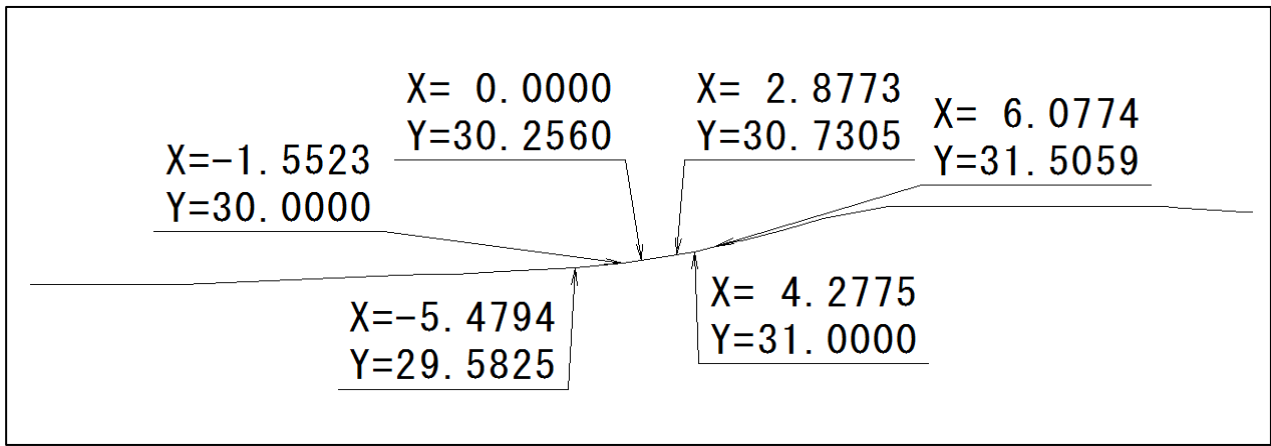 X= 0.0000
Y=30.2560
X= 2.8773
Y=30.7305
X= 6.0774
Y=31.5059
X=-1.5523
Y=30.0000
X=-5.4794
Y=29.5825
X= 4.2775
Y=31.0000